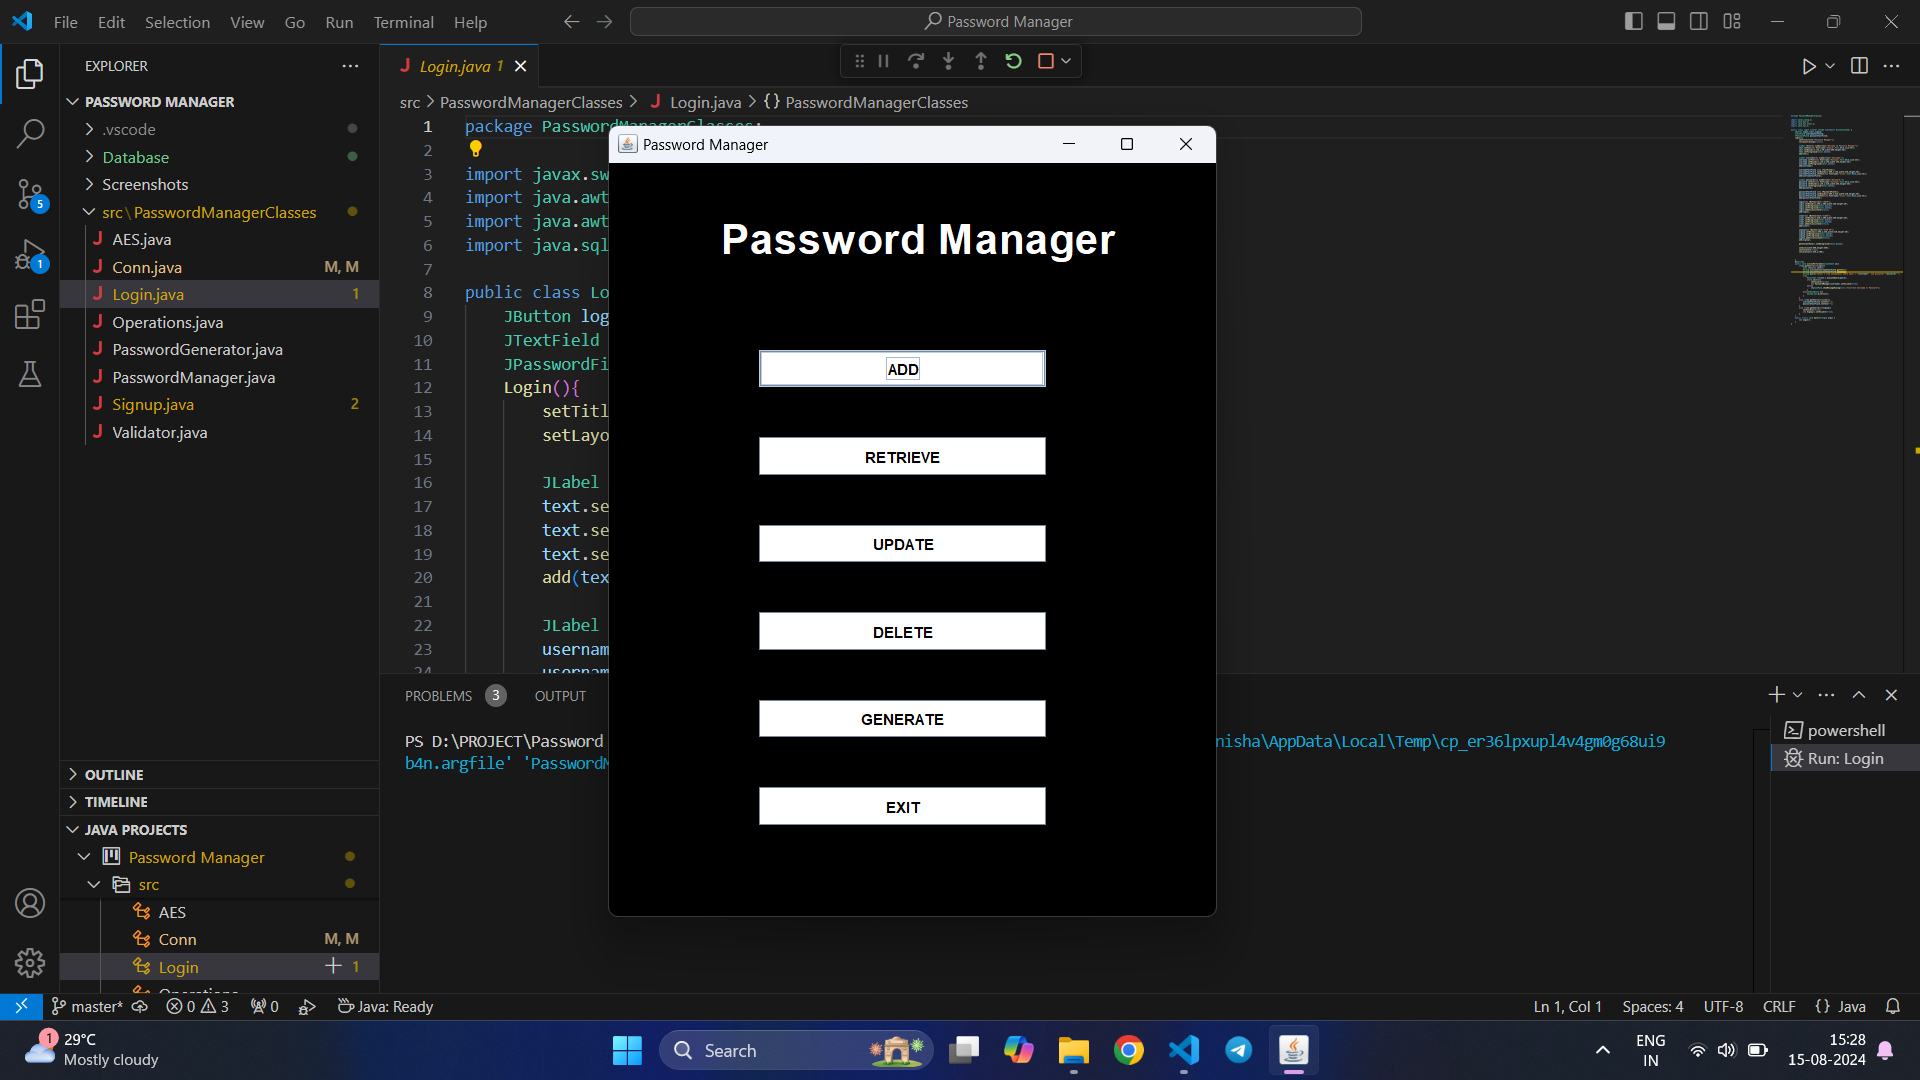 File Edit Selection View Go Run Terminal Help
Password Manager
EXPLORER
PASSWORD MANAGER
.vscode
Database
Screenshots
src\PasswordManagerClasses
AES.java
Conn.java M, M
Login.java 1
Operations.java
PasswordGenerator.java
PasswordManager.java
Signup.java 2
Validator.java
OUTLINE
TIMELINE
JAVA PROJECTS
Password Manager
src
AES
Conn M, M
Login 1
Login.java 1
src > PasswordManagerClasses > Login.java > {} PasswordManagerClasses
1 package PasswordManagerClasses;
2
3 import javax.sw
4 import java.awt
5 import java.awt
6 import java.sql
7
8 public class Lo
9 JButton log
10 JTextField
11 JPasswordFi
12 Login(){
13 setTitl
14 setLayo
15
16 JLabel
17 text.se
18 text.se
19 text.se
20 add(tex
21
22 JLabel
23 usernam
24 usernam
Password Manager
Password Manager
ADD
RETRIEVE
UPDATE
DELETE
GENERATE
EXIT
PROBLEMS 3 OUTPUT
PS D:\PROJECT\Password nisha\AppData\Local\Temp\cp_er36lpxupl4v4gm0g68ui9
b4n.argfile' 'PasswordM
powershell
Run: Login
master* 0 3 0 Java: Ready
Ln 1, Col 1 Spaces: 4 UTF-8 CRLF {} Java
1
29°C
Mostly cloudy
Search
ENG
IN
15:28
15-08-2024
5
1